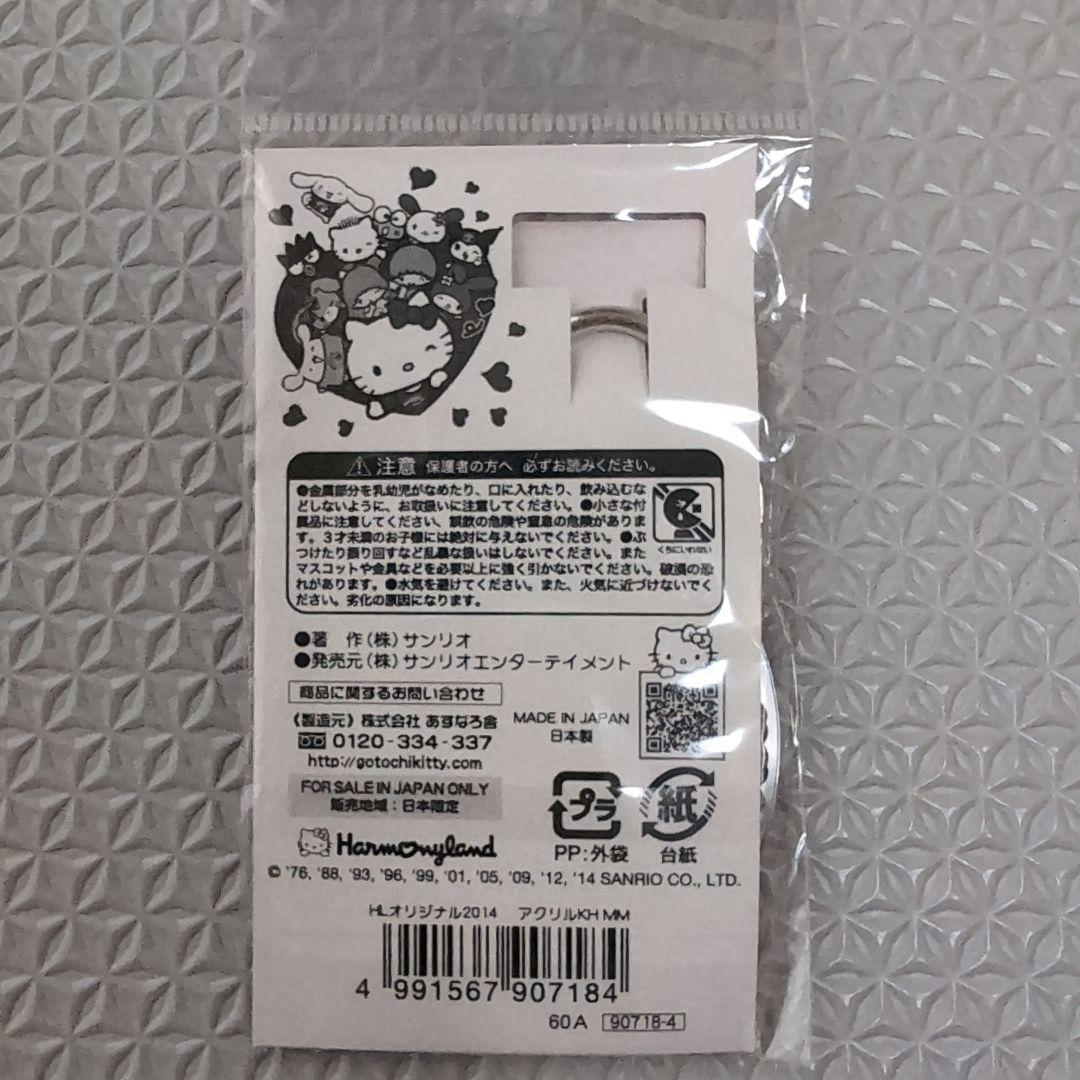 注意 保護者の方へ 必ずお読みください。
●金属部分を乳幼児がなめたり、口に入れたり、飲み込むな
どしないように、お取扱いに注意してください。●小さな付
属品に注意してください、誤飲の危険や窒息の危険がありま
す。3才未満のお子様には絶対に与えないでください。●ぶ
つけたり振り回すなど乱暴な扱いはしないでください。また
マスコットや金具などを必要以上に強く引かないでください。破損の恐
れがあります。●水気を避けてください。また、火気に近づけないでくだ
さい。劣化の原因になります。
くちにいれない
●著 作(株)サンリオ
●発売元(株)サンリオエンターテイメント
商品に関するお問い合わせ
《製造元》株式会社 あすなろ舎
0120-334-337
http://gotochikitty.com
MADE IN JAPAN
日本製
FOR SALE IN JAPAN ONLY
販売地域:日本限定
プラ
PP:外袋
紙
台紙
Harmonyland
© '76, '88, '93, '96, '99, '01, '05, '09, '12, '14 SANRIO CO., LTD.
HLオリジナル2014 アクリルKH MM
4 991567 907184
60A 90718-4